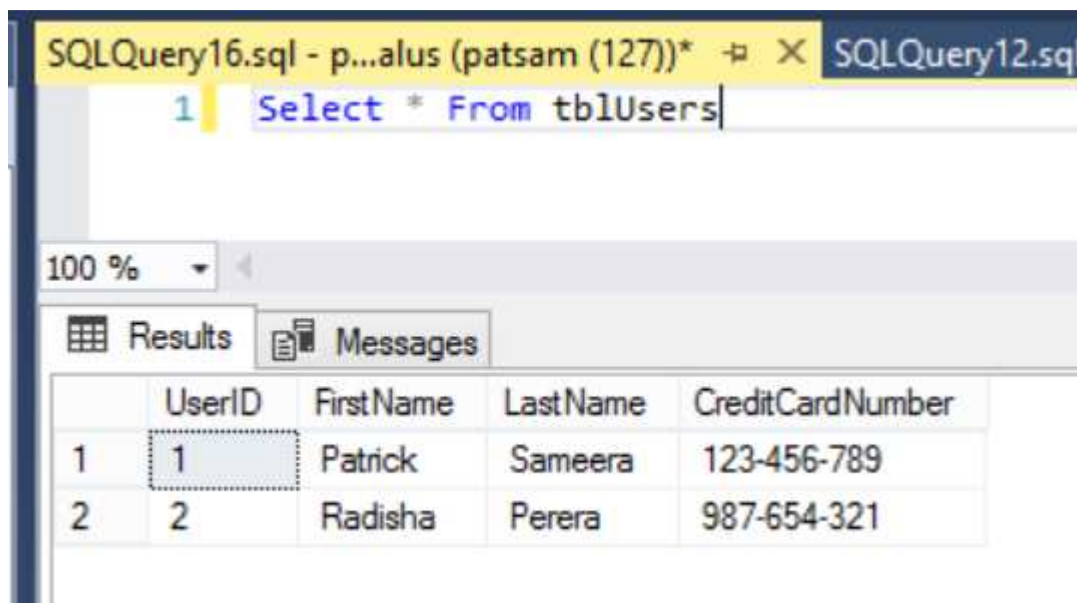 SQLQuery16.sql - p...alus (patsam (127))* SQLQuery12.sql
1 Select * From tblUsers
100 %
Results Messages
UserID FirstName LastName CreditCardNumber
1 1 Patrick Sameera 123-456-789
2 2 Radisha Perera 987-654-321